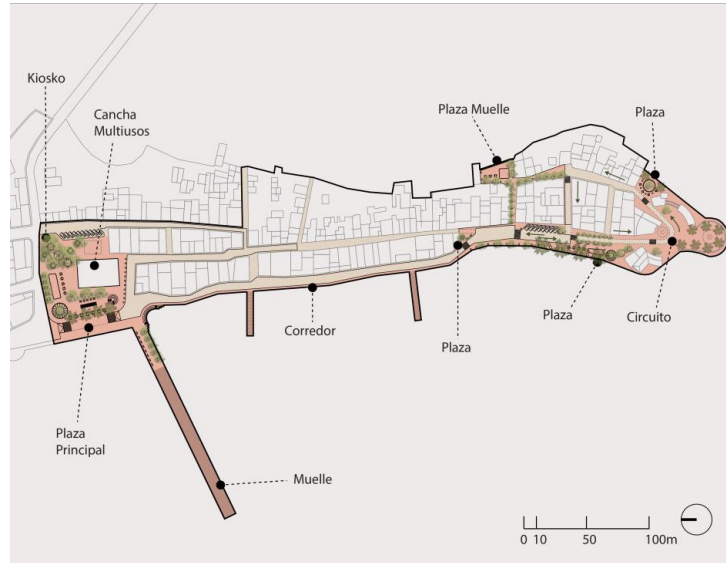 Kiosko
Cancha
Multiusos
Plaza Muelle
Plaza
Corredor
Plaza
Plaza
Circuito
Plaza
Principal
Muelle
0 10 50 100m